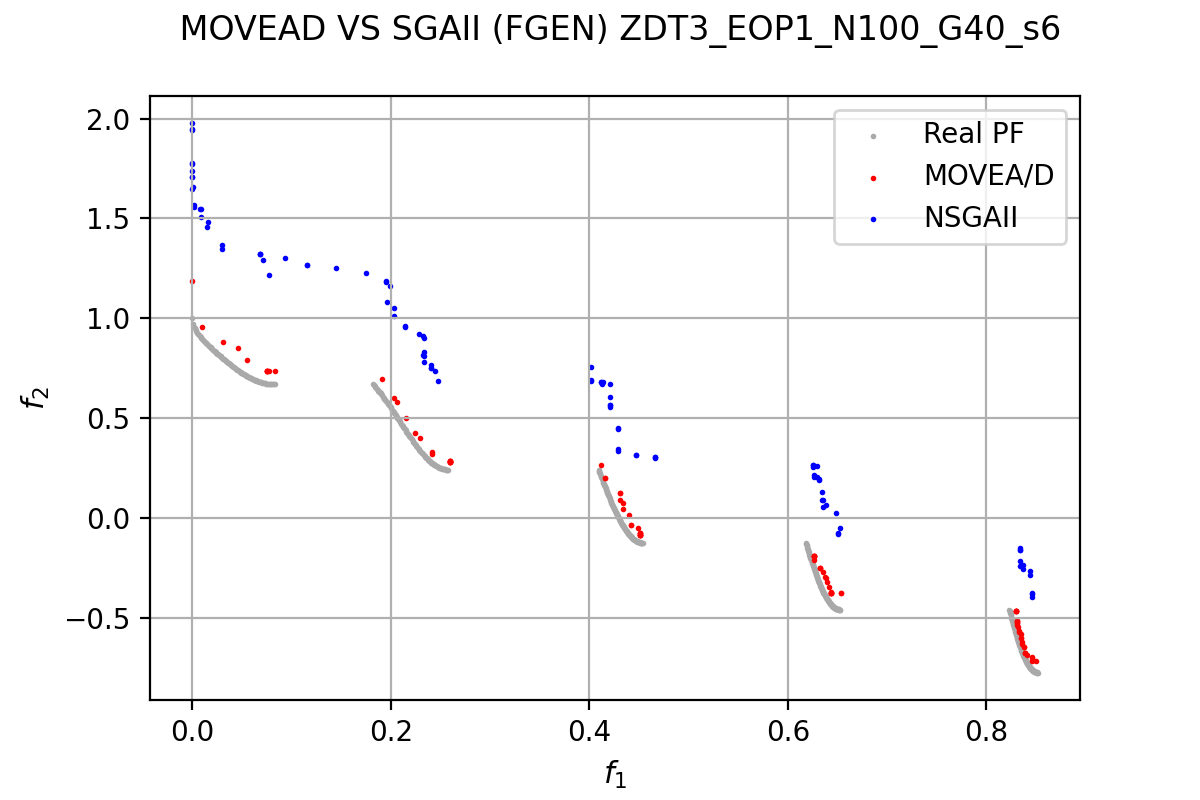 MOVEAD VS SGAII (FGEN) ZDT3_EOP1_N100_G40_s6
2.0
1.5
1.0
0.5
0.0
−0.5
f2
Real PF
MOVEA/D
NSGAII
0.0 0.2 0.4 0.6 0.8
f1